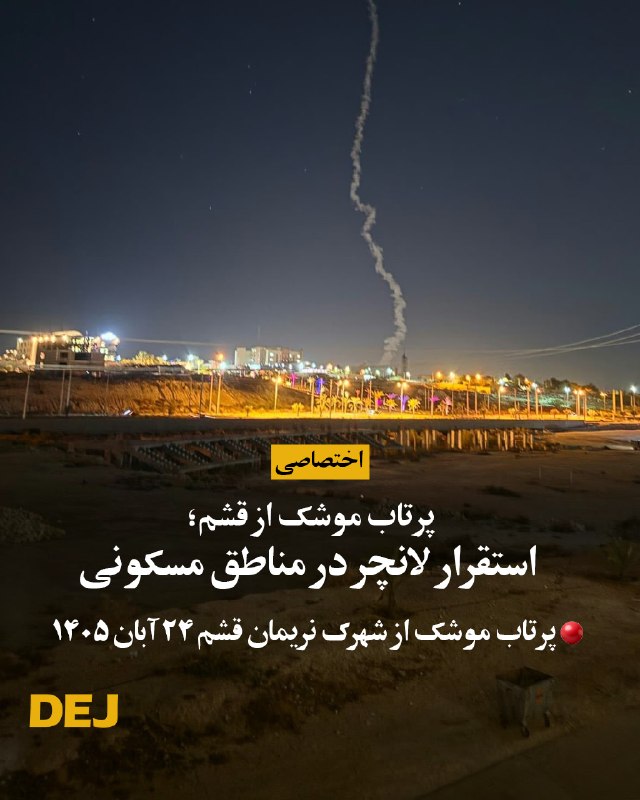 اختصاصی
پرتاب موشک از قشم؛
استقرار لانچر در مناطق مسکونی
پرتاب موشک از شهرک نریمان قشم ۲۴ آبان ۱۴۰۵
DEJ